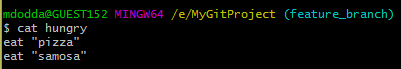 mdodda@GUEST152 MINGW64 /e/MyGitProject (feature_branch)
$ cat hungry
eat "pizza"
eat "samosa"